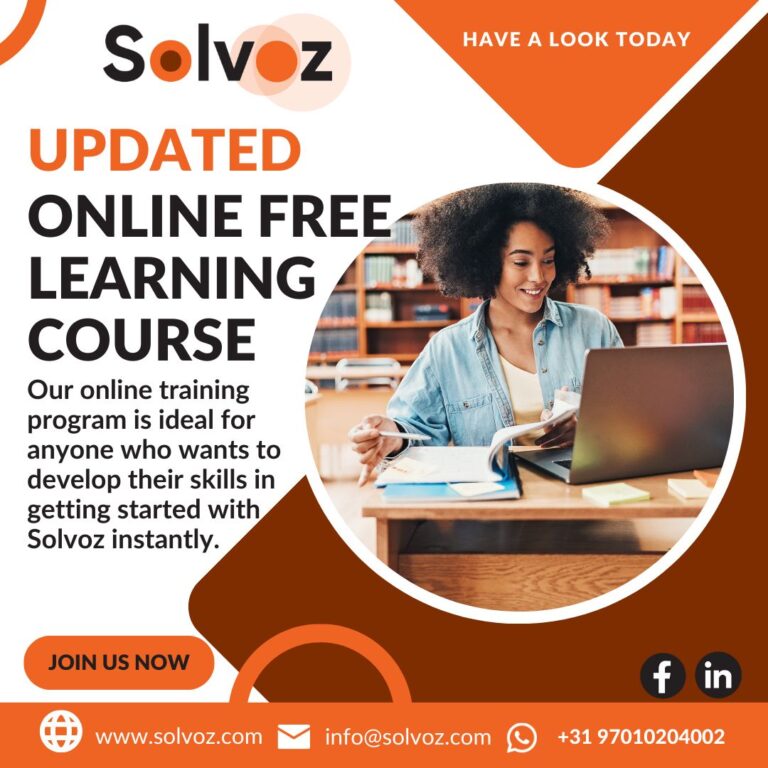 Solvoz
HAVE A LOOK TODAY
UPDATED
ONLINE FREE
LEARNING
COURSE
Our online training
program is ideal for
anyone who wants to
develop their skills in
getting started with
Solvoz instantly.
JOIN US NOW
f in
www.solvoz.com info@solvoz.com +31 97010204002